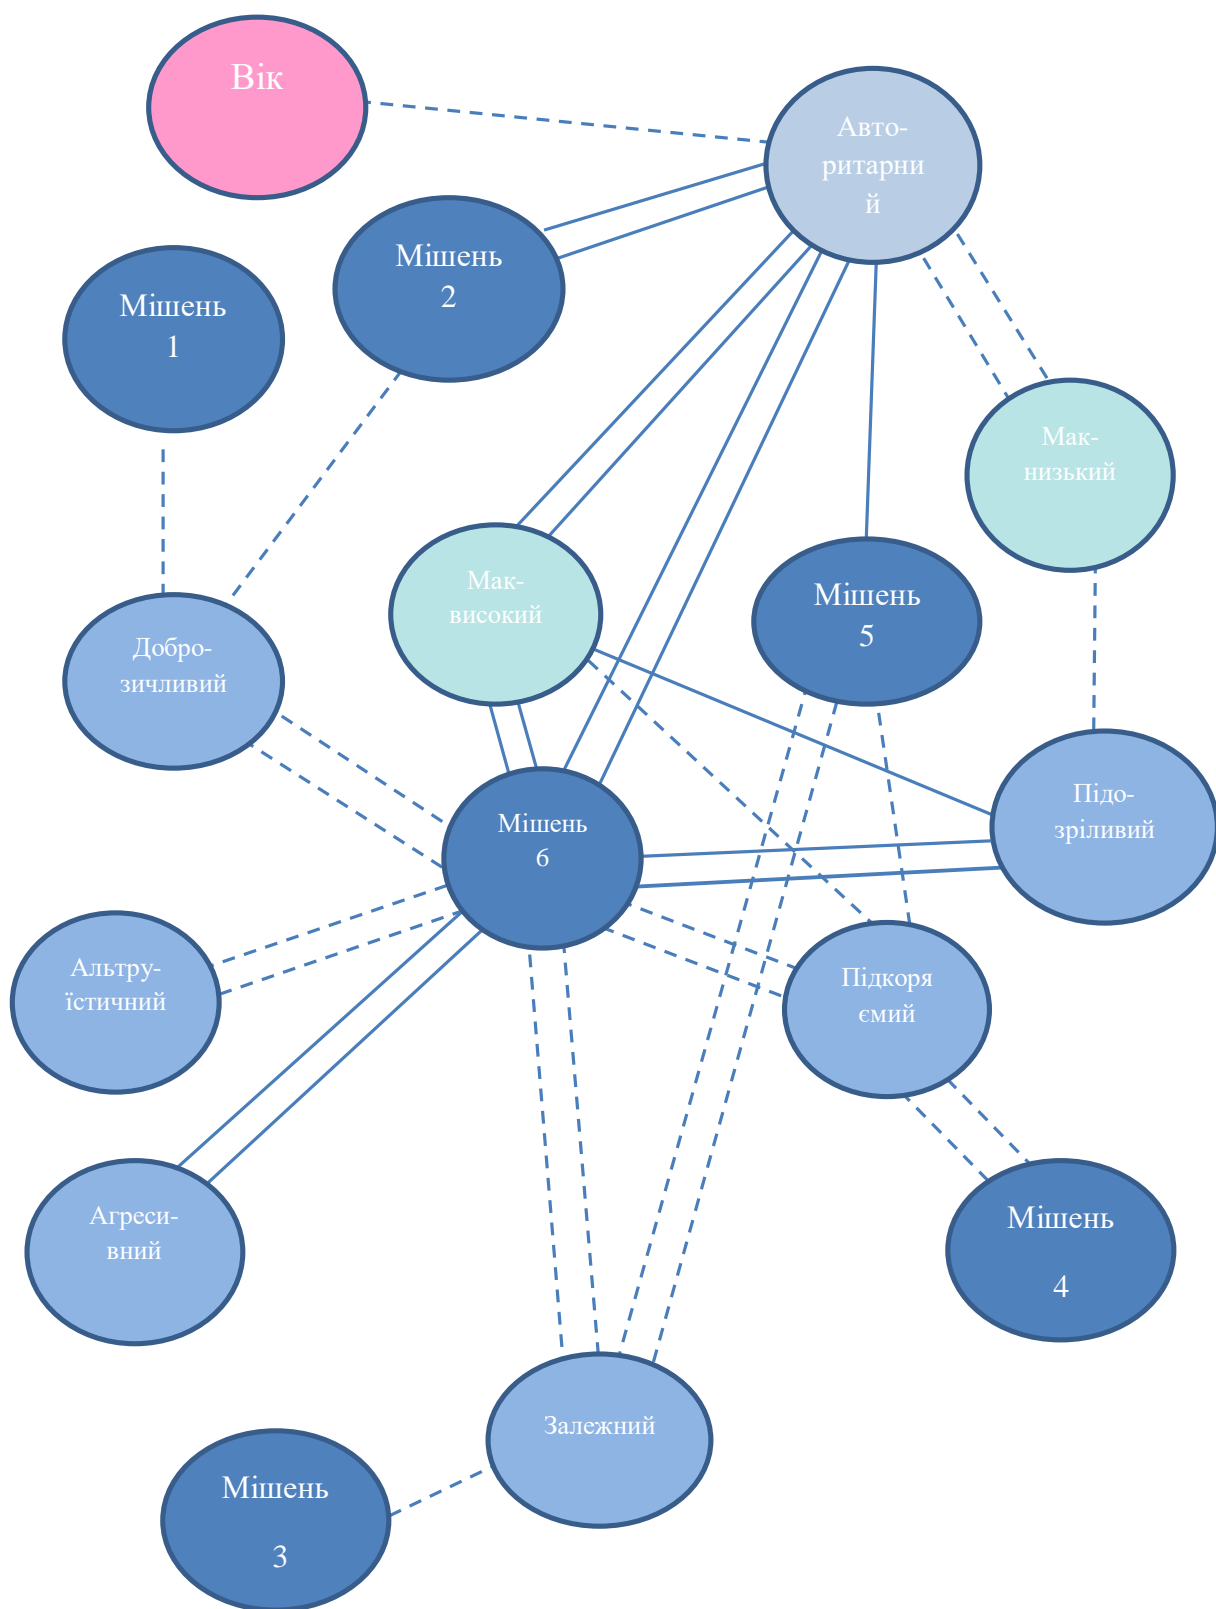 Вік
Авто-
ритарни
й
Мішень
2
Мішень
1
Мак-
низький
Мак-
високий
Мішень
5
Добро-
зичливий
Підо-
зріливий
Мішень
6
Альтру-
їстичний
Підкоря
ємий
Агреси-
вний
Мішень
4
Залежний
Мішень
3